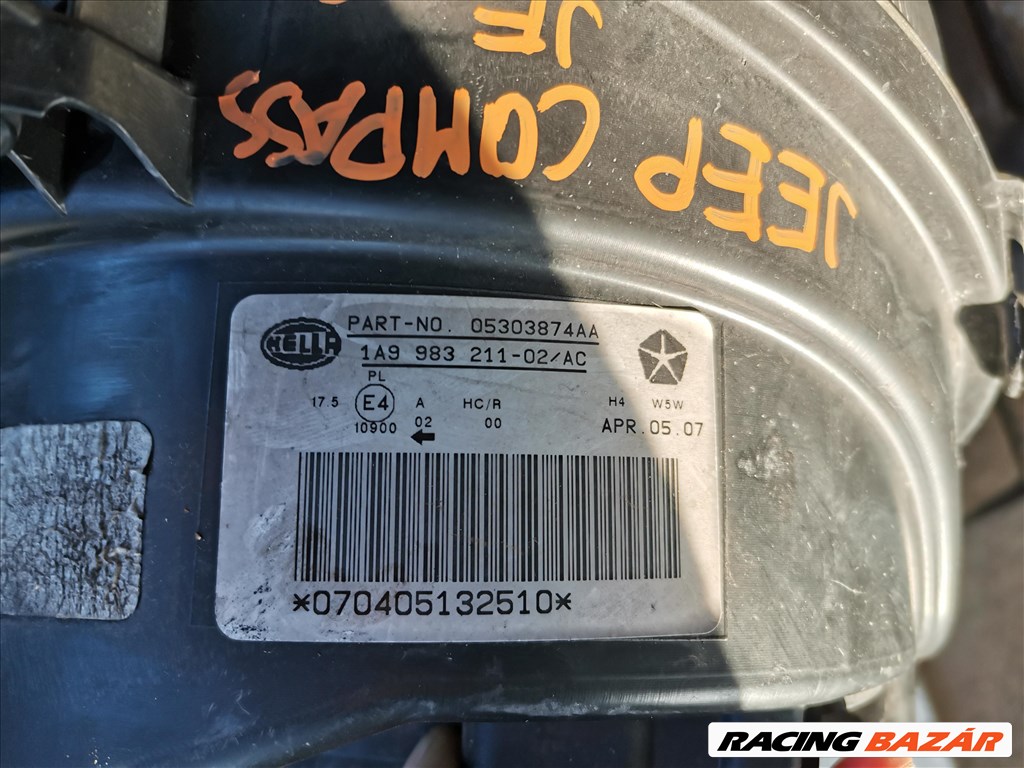 JEEP COMPASS
JE
HELLA
PART-NO. 05303874AA
1A9 983 211-02/AC
PL
17.5 E4 A HC/R H4 W5W
10900 02 00 APR.05.07
*070405132510*
RACING BAZÁR